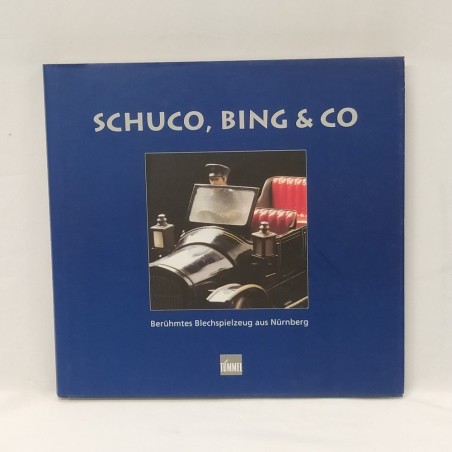 SCHUCO, BING & CO
Berühmtes Blechspielzeug aus Nürnberg
TÜMMEL